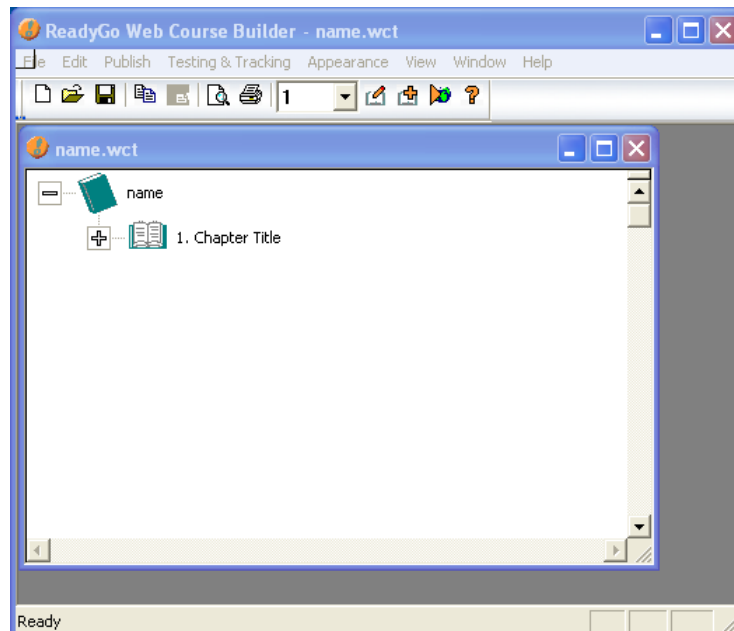 ReadyGo Web Course Builder - name.wct
File Edit Publish Testing & Tracking Appearance View Window Help
1
name.wct
name
1. Chapter Title
Ready